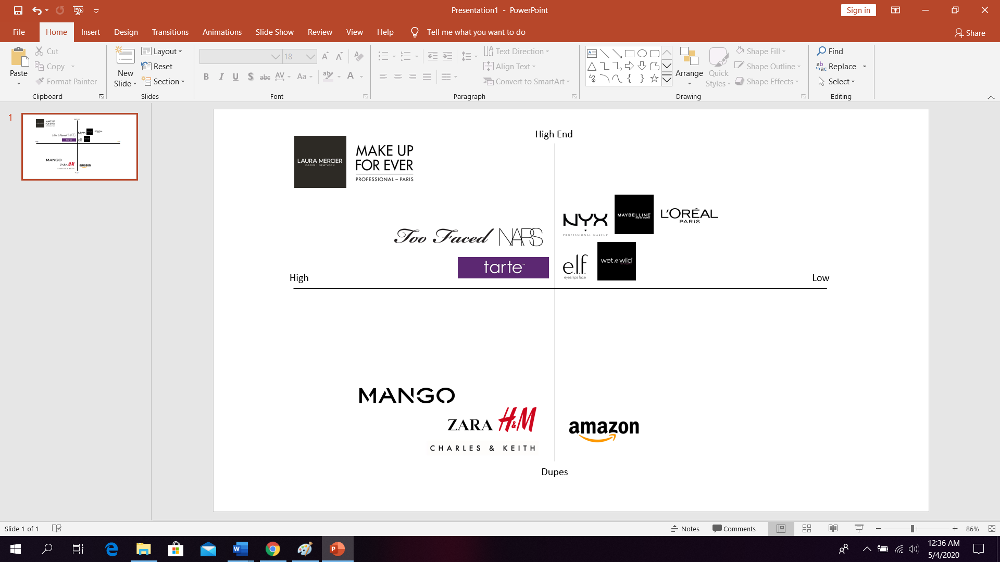 Presentation1 - PowerPoint
Sign in
File Home Insert Design Transitions Animations Slide Show Review View Help Tell me what you want to do
Share
Paste
Cut
Copy
Format Painter
Clipboard
New Slide
Layout
Reset
Section
Slides
18
B I U S abc AV Aa A
Font
Text Direction
Align Text
Convert to SmartArt
Paragraph
Arrange
Quick Styles
Shape Fill
Shape Outline
Shape Effects
Drawing
Find
Replace
Select
Editing
1
High End
LAURA MERCIER
PARIS | NEW YORK
MAKE UP
FOR EVER
PROFESSIONAL – PARIS
NYX
PROFESSIONAL MAKEUP
MAYBELLINE
NEW YORK
L'ORÉAL
PARIS
Too Faced NARS
tarte™
e.l.f.
eyes lips face
wet n wild
High
Low
MANGO
ZARA H&M
CHARLES & KEITH
amazon
Dupes
Slide 1 of 1
Notes
Comments
86%
12:36 AM
5/4/2020